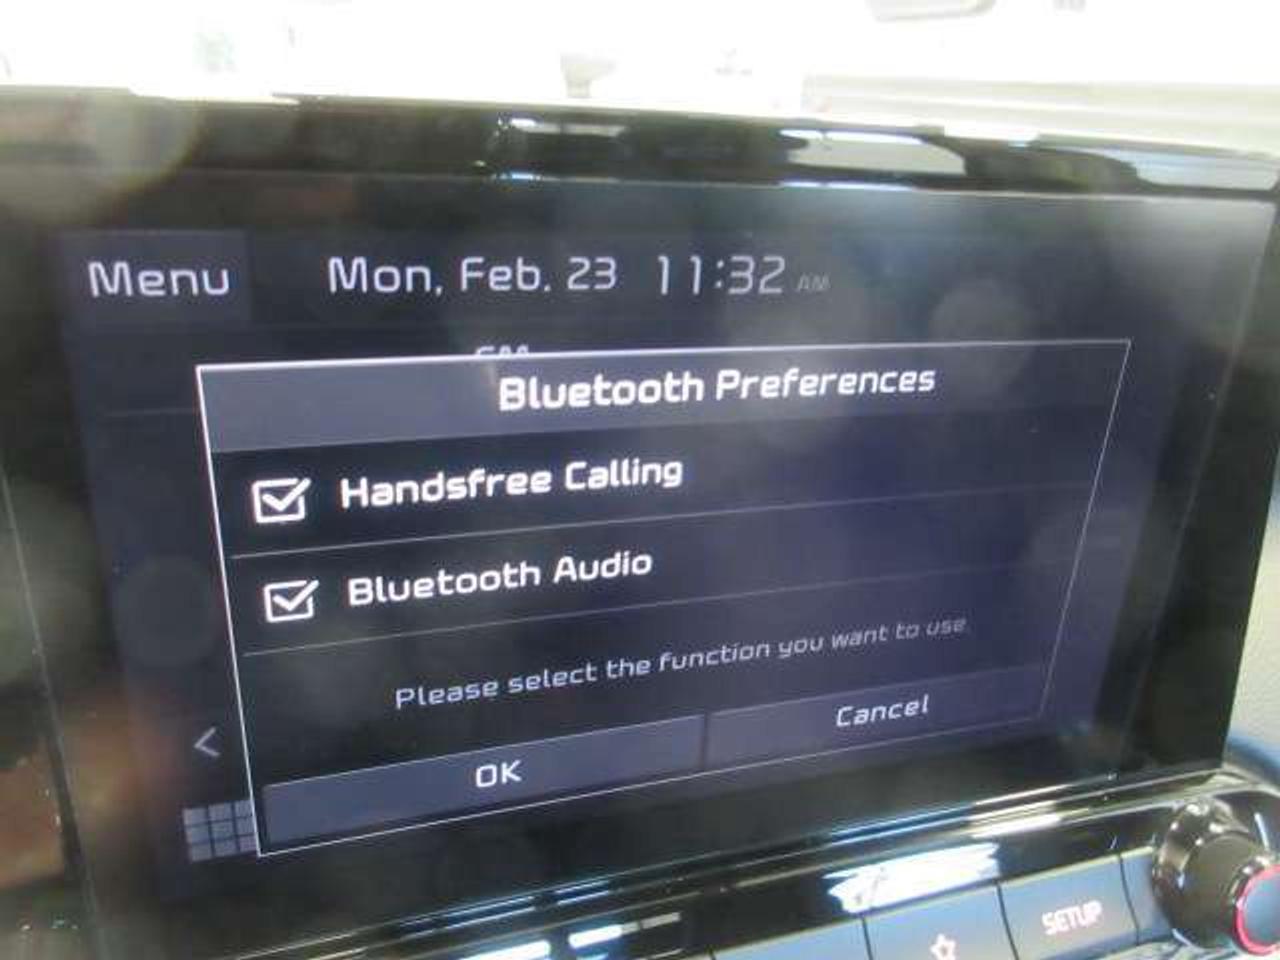 Menu
Mon, Feb. 23 11:32 AM
Bluetooth Preferences
Handsfree Calling
Bluetooth Audio
Please select the function you want to use.
OK
Cancel
SETUP